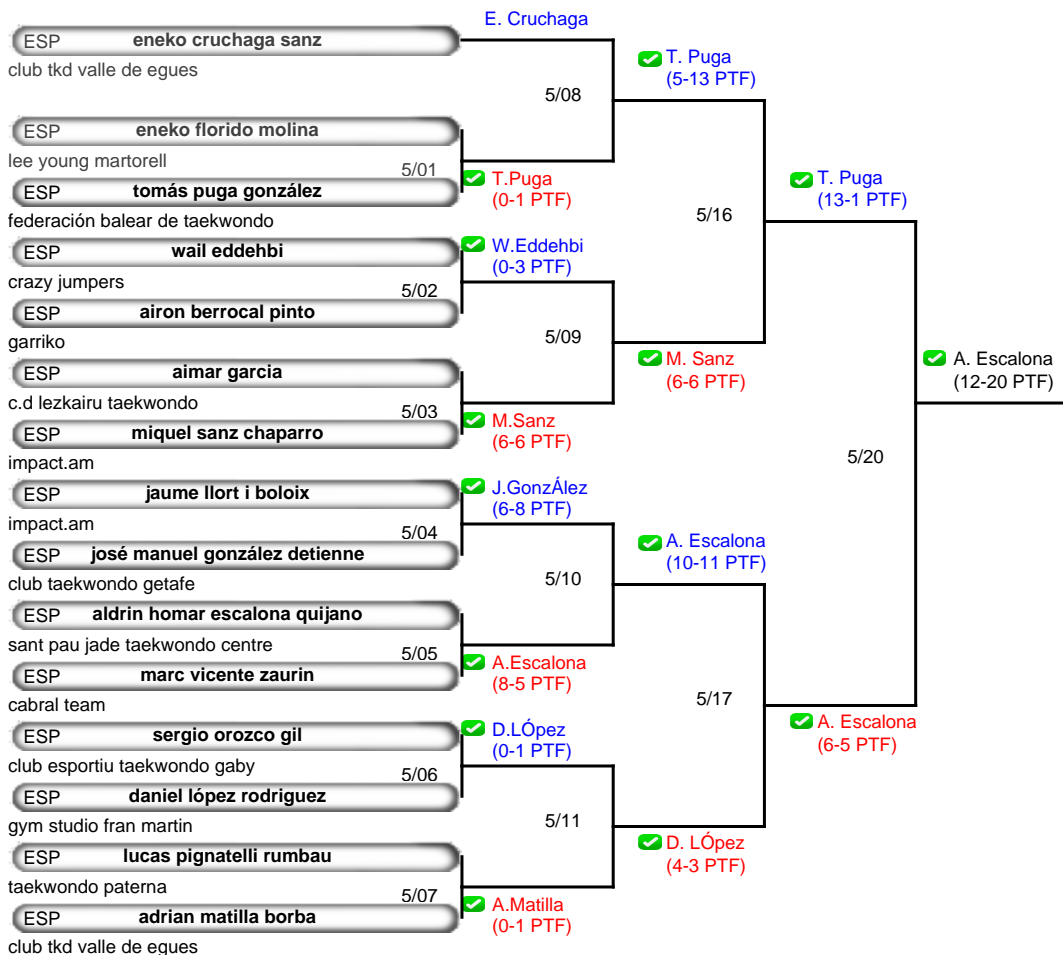 ESP eneko cruchaga sanz
club tkd valle de egues
ESP eneko florido molina
lee young martorell
5/01
ESP tomás puga gonzález
federación balear de taekwondo
ESP wail eddehbi
crazy jumpers
5/02
ESP airon berrocal pinto
garriko
ESP aimar garcia
c.d lezkairu taekwondo
5/03
ESP miquel sanz chaparro
impact.am
ESP jaume llort i boloix
impact.am
5/04
ESP josé manuel gonzález detienne
club taekwondo getafe
ESP aldrin homar escalona quijano
sant pau jade taekwondo centre
5/05
ESP marc vicente zaurin
cabral team
ESP sergio orozco gil
club esportiu taekwondo gaby
5/06
ESP daniel lópez rodriguez
gym studio fran martin
ESP lucas pignatelli rumbau
taekwondo paterna
5/07
ESP adrian matilla borba
club tkd valle de egues
E. Cruchaga
5/08
T.Puga
(0-1 PTF)
W.Eddehbi
(0-3 PTF)
5/09
M.Sanz
(6-6 PTF)
J.GonzÁlez
(6-8 PTF)
5/10
A.Escalona
(8-5 PTF)
D.LÓpez
(0-1 PTF)
5/11
A.Matilla
(0-1 PTF)
T. Puga
(5-13 PTF)
5/16
M. Sanz
(6-6 PTF)
A. Escalona
(10-11 PTF)
5/17
D. LÓpez
(4-3 PTF)
T. Puga
(13-1 PTF)
5/20
A. Escalona
(6-5 PTF)
A. Escalona
(12-20 PTF)